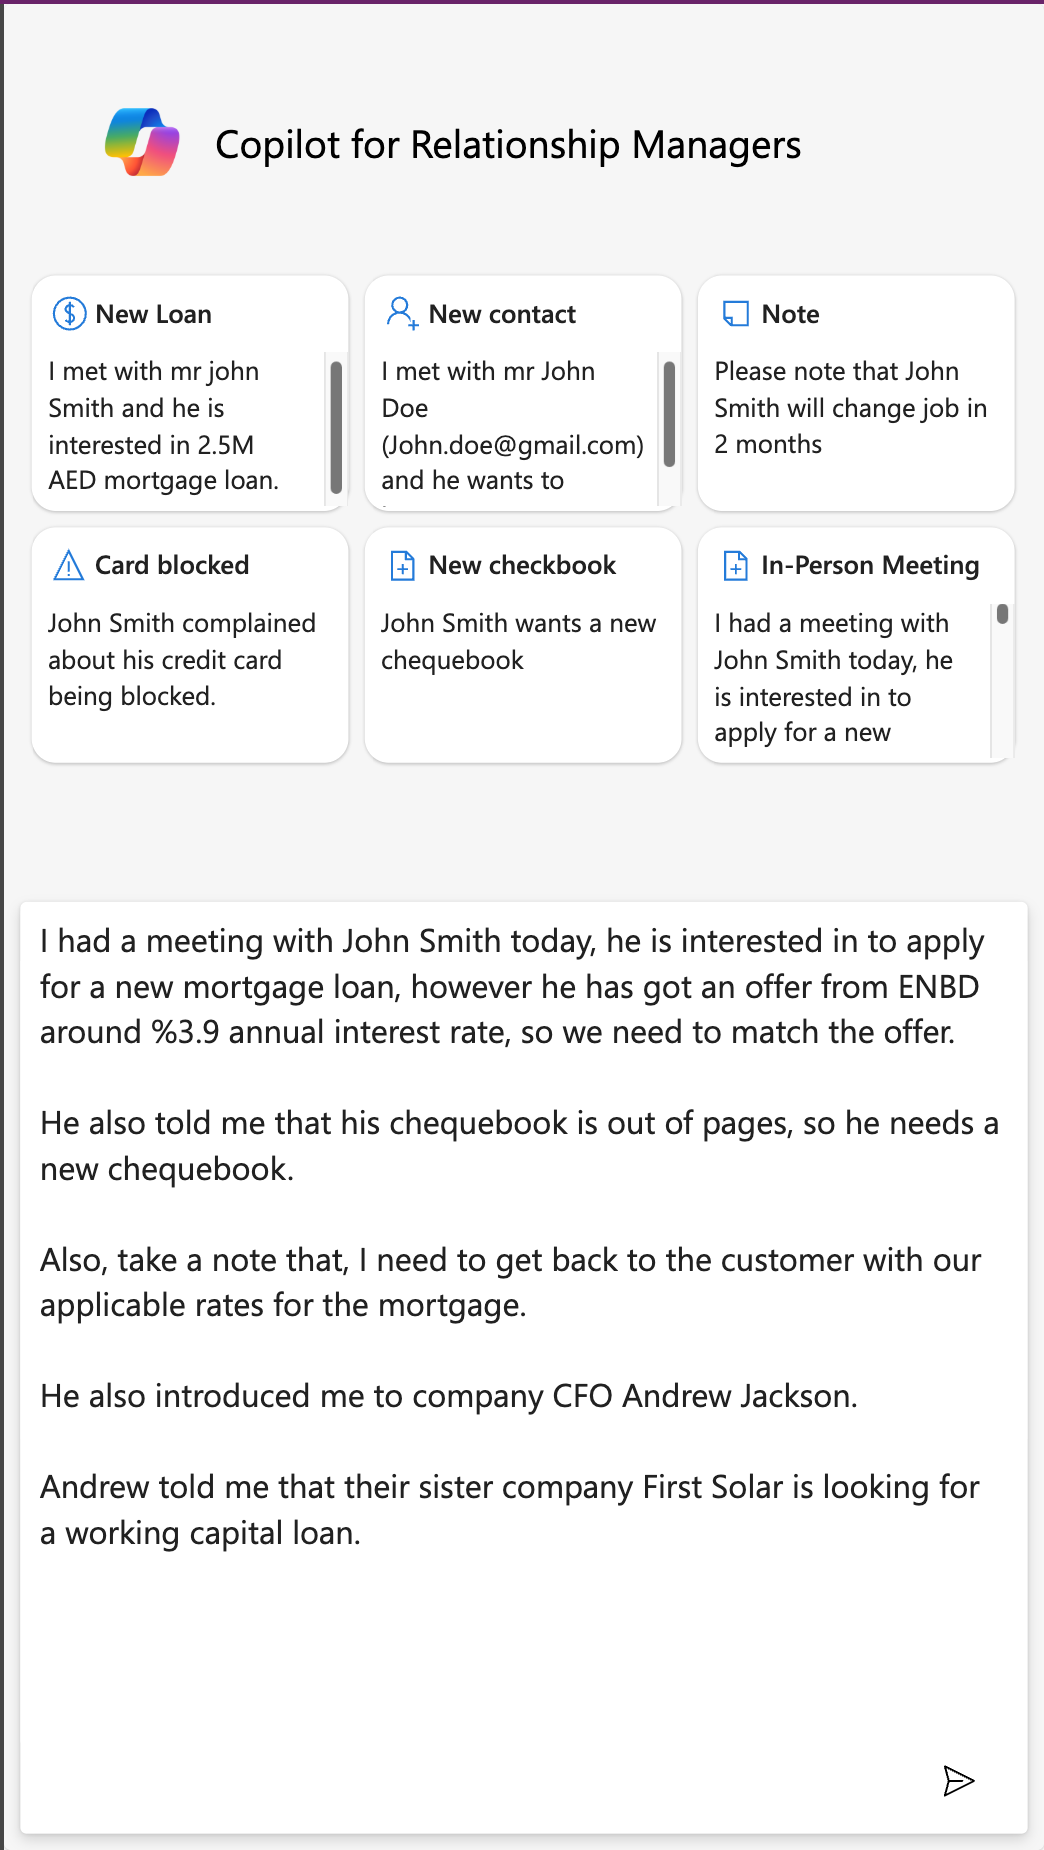 Copilot for Relationship Managers
New Loan
I met with mr john
Smith and he is
interested in 2.5M
AED mortgage loan.
New contact
I met with mr John
Doe
(John.doe@gmail.com)
and he wants to
Note
Please note that John
Smith will change job in
2 months
Card blocked
John Smith complained
about his credit card
being blocked.
New checkbook
John Smith wants a new
chequebook
In-Person Meeting
I had a meeting with
John Smith today, he
is interested in to
apply for a new
I had a meeting with John Smith today, he is interested in to apply
for a new mortgage loan, however he has got an offer from ENBD
around %3.9 annual interest rate, so we need to match the offer.
He also told me that his chequebook is out of pages, so he needs a
new chequebook.
Also, take a note that, I need to get back to the customer with our
applicable rates for the mortgage.
He also introduced me to company CFO Andrew Jackson.
Andrew told me that their sister company First Solar is looking for
a working capital loan.